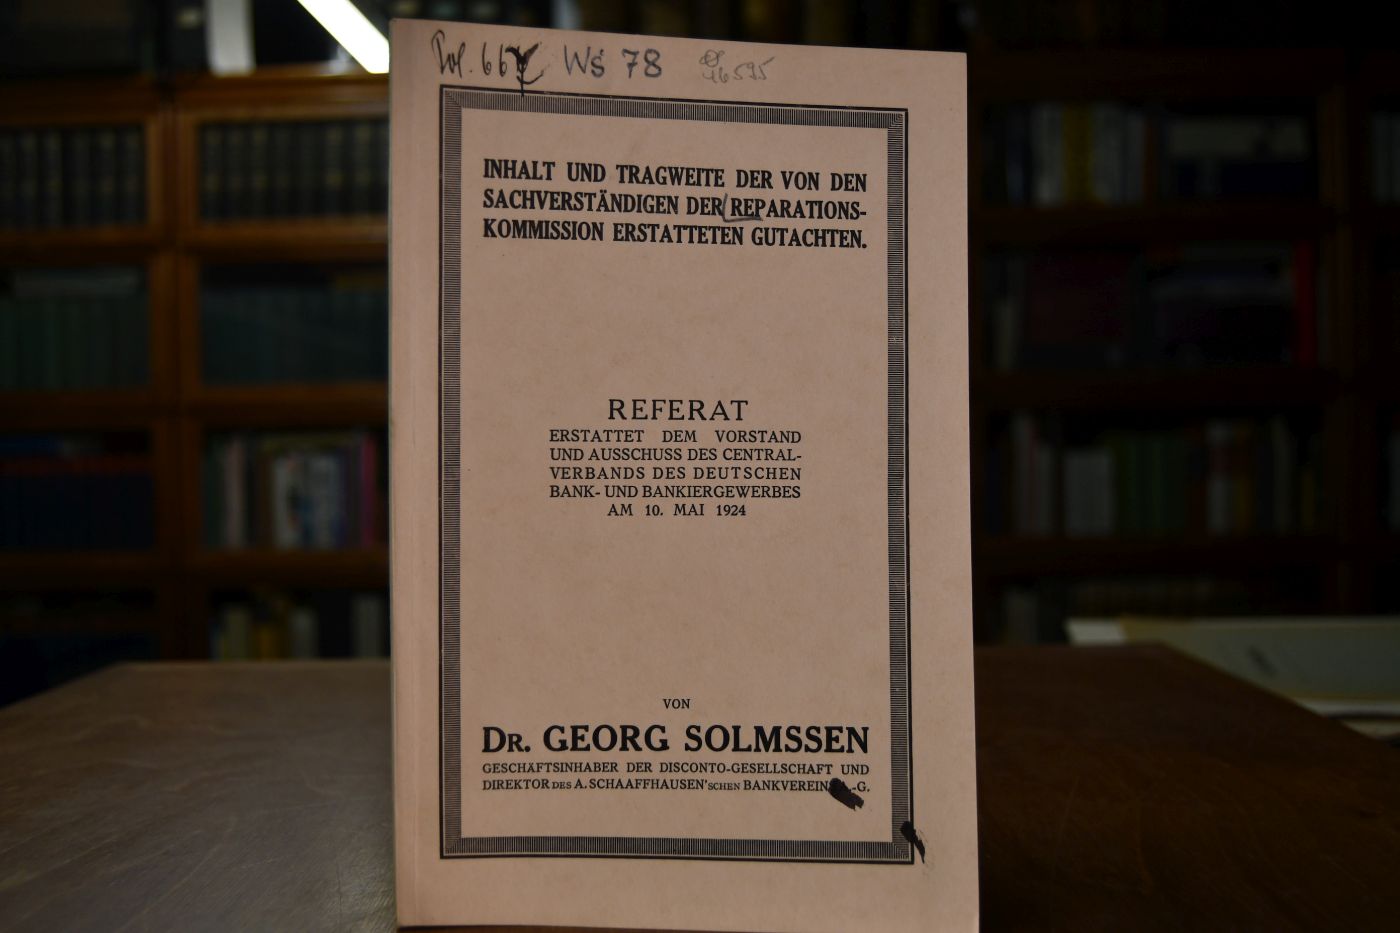 Pol. 667 Ws 78 46595
INHALT UND TRAGWEITE DER VON DEN
SACHVERSTÄNDIGEN DER REPARATIONS-
KOMMISSION ERSTATTETEN GUTACHTEN.
REFERAT
ERSTATTET DEM VORSTAND
UND AUSSCHUSS DES CENTRAL-
VERBANDS DES DEUTSCHEN
BANK- UND BANKIERGEWERBES
AM 10. MAI 1924
VON
DR. GEORG SOLMSSEN
GESCHÄFTSINHABER DER DISCONTO-GESELLSCHAFT UND
DIREKTOR DES A. SCHAAFFHAUSEN'SCHEN BANKVEREINS A.-G.